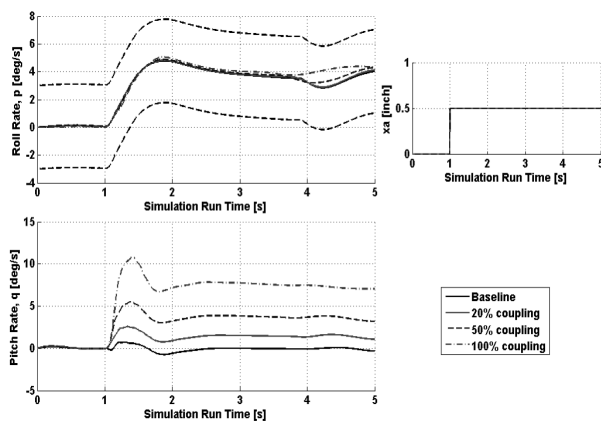 Roll Rate, p [deg/s]
8
6
4
2
0
-2
-4
0 1 2 3 4 5
Simulation Run Time [s]
xa [inch]
1
0.5
0
0 1 2 3 4 5
Simulation Run Time [s]
Pitch Rate, q [deg/s]
15
10
5
0
-5
0 1 2 3 4 5
Simulation Run Time [s]
Baseline
20% coupling
50% coupling
100% coupling